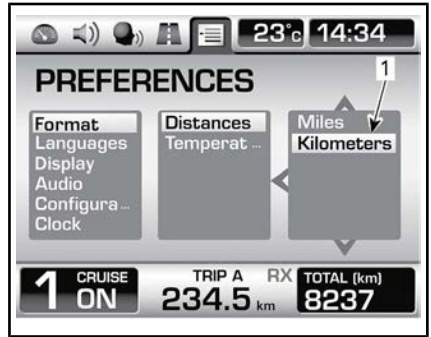 23°c 14:34
1
PREFERENCES
Format Distances Miles
Languages Temperat ... Kilometers
Display
Audio
Configura ...
Clock
1 CRUISE ON TRIP A 234.5 km RX TOTAL (km) 8237